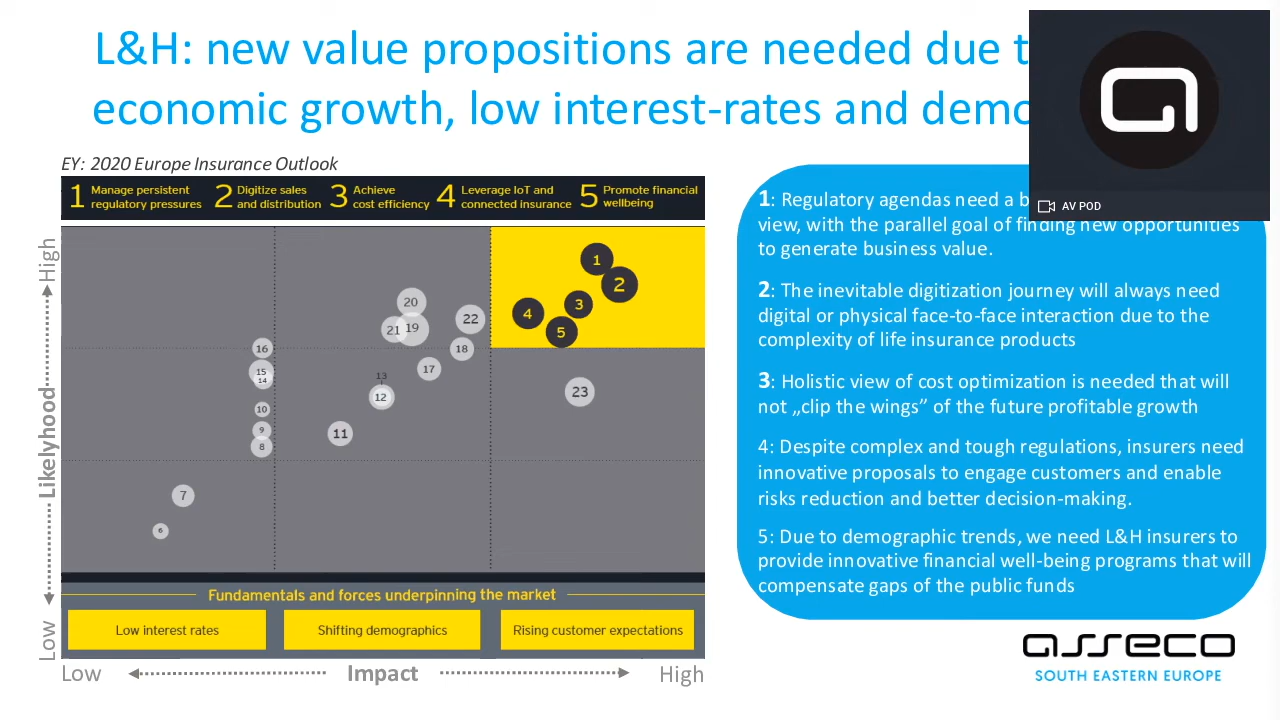 L&H: new value propositions are needed due t
economic growth, low interest-rates and demo
EY: 2020 Europe Insurance Outlook
1 Manage persistent regulatory pressures
2 Digitize sales and distribution
3 Achieve cost efficiency
4 Leverage IoT and connected insurance
5 Promote financial wellbeing
High
Likelyhood
Low
1
2
3
4
5
20
21
19
22
18
17
16
15
14
13
12
23
10
9
8
11
7
6
Fundamentals and forces underpinning the market
Low interest rates
Shifting demographics
Rising customer expectations
Low
Impact
High
AV POD
1: Regulatory agendas need a b
view, with the parallel goal of finding new opportunities
to generate business value.
2: The inevitable digitization journey will always need
digital or physical face-to-face interaction due to the
complexity of life insurance products
3: Holistic view of cost optimization is needed that will
not „clip the wings” of the future profitable growth
4: Despite complex and tough regulations, insurers need
innovative proposals to engage customers and enable
risks reduction and better decision-making.
5: Due to demographic trends, we need L&H insurers to
provide innovative financial well-being programs that will
compensate gaps of the public funds
asseco
SOUTH EASTERN EUROPE